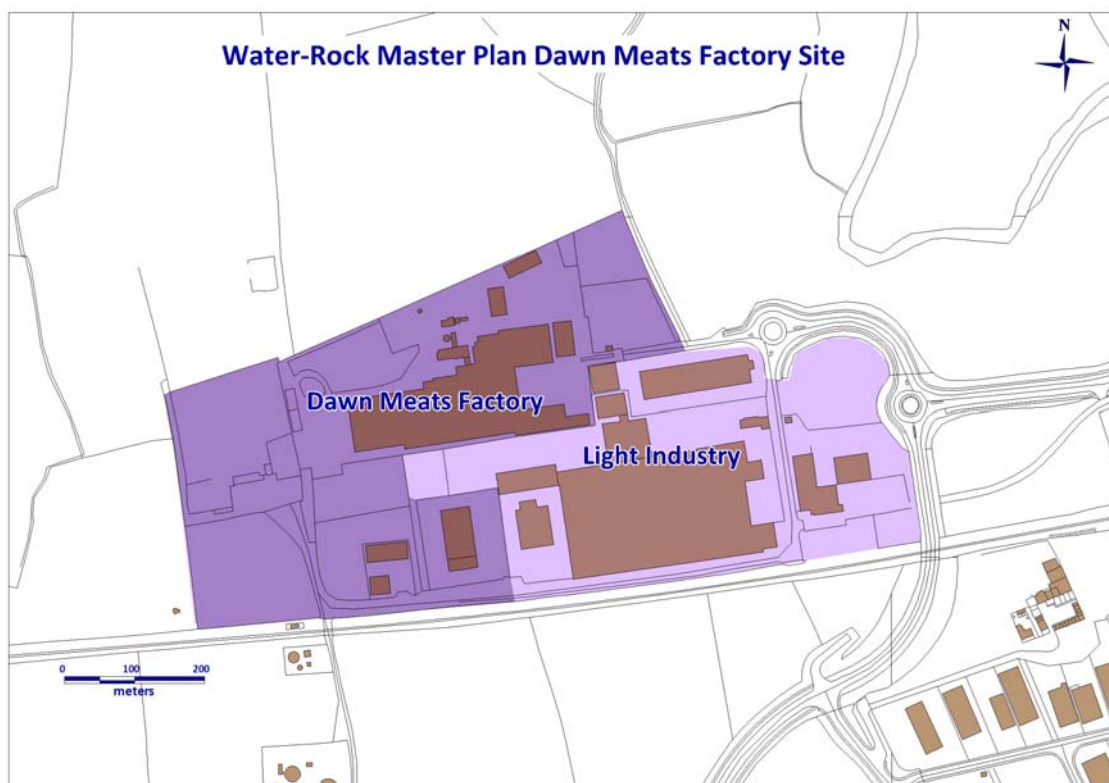 N
Water-Rock Master Plan Dawn Meats Factory Site
Dawn Meats Factory
Light Industry
0 100 200
meters